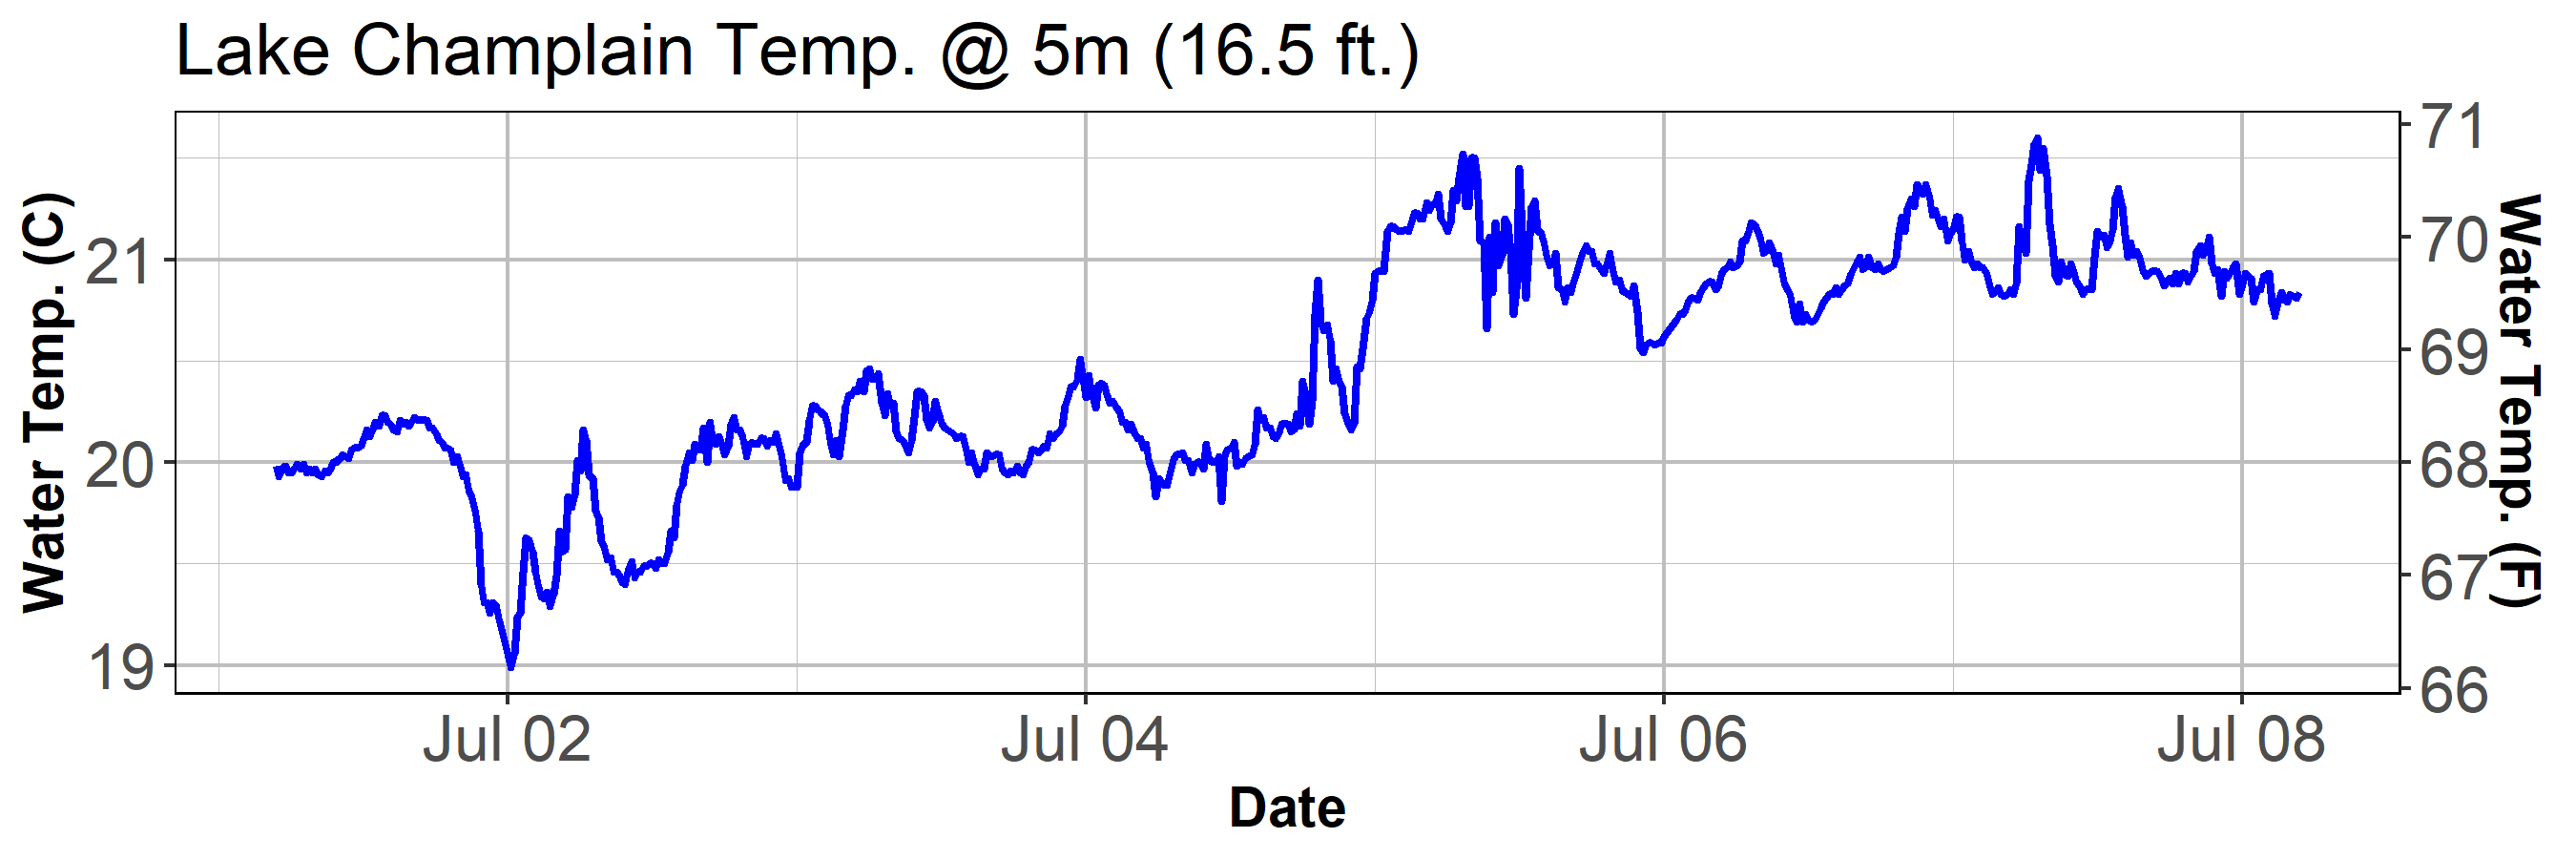 Lake Champlain Temp. @ 5m (16.5 ft.)
Water Temp. (C)
21
20
19
71
70
69
68
67
66
Water Temp. (F)
Jul 02 Jul 04 Jul 06 Jul 08
Date